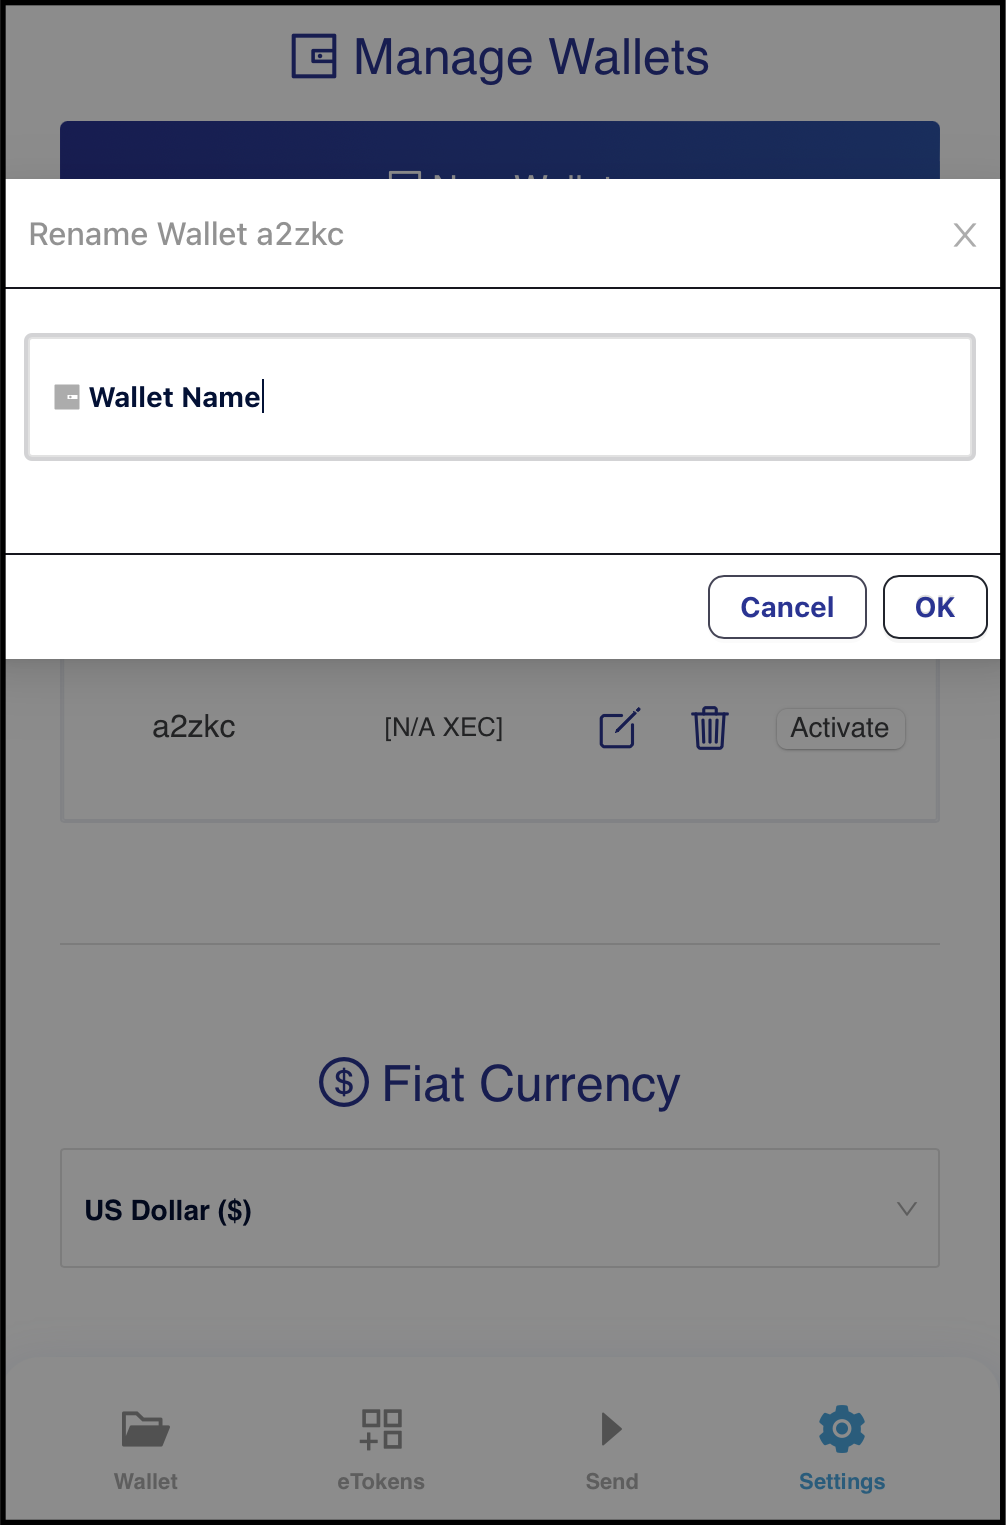 Manage Wallets
Rename Wallet a2zkc
Wallet Name
Cancel OK
a2zkc [N/A XEC] Activate
Fiat Currency
US Dollar ($)
Wallet eTokens Send Settings